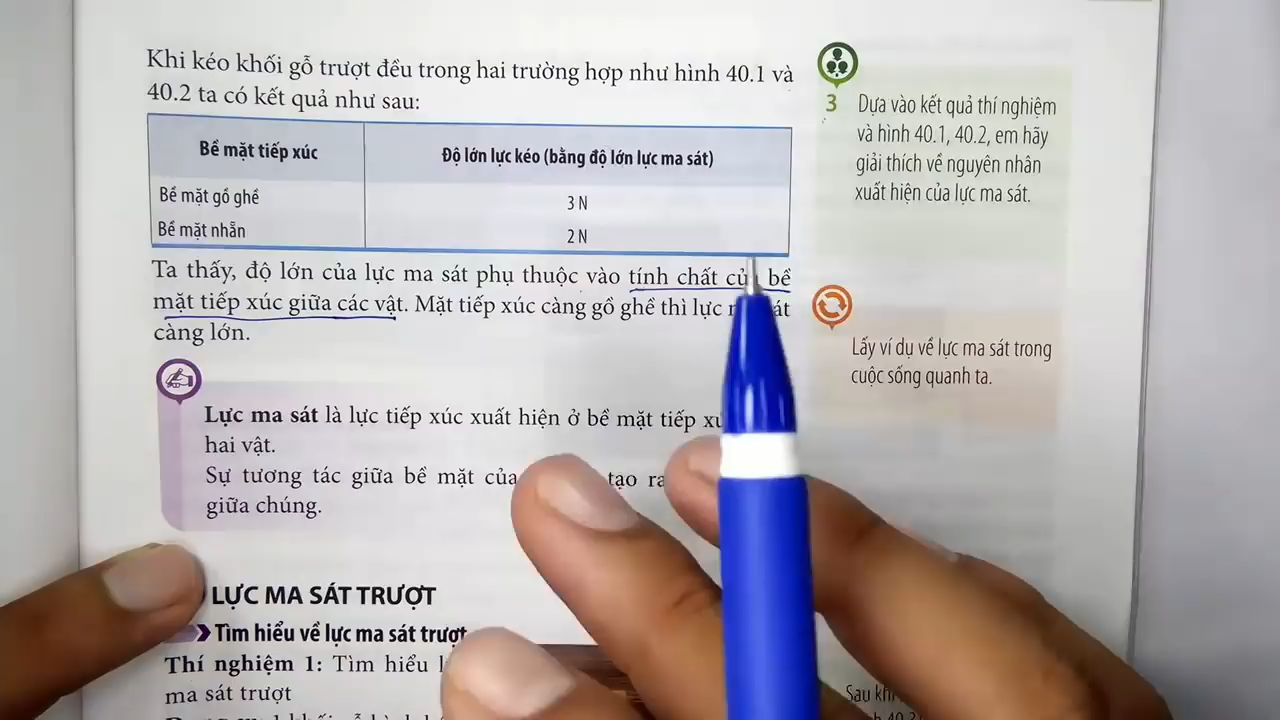 Khi kéo khối gỗ trượt đều trong hai trường hợp như hình 40.1 và
40.2 ta có kết quả như sau:
Bề mặt tiếp xúc
Độ lớn lực kéo (bằng độ lớn lực ma sát)
Bề mặt gồ ghề
3 N
Bề mặt nhẵn
2 N
Ta thấy, độ lớn của lực ma sát phụ thuộc vào tính chất của bề
mặt tiếp xúc giữa các vật. Mặt tiếp xúc càng gồ ghề thì lực
càng lớn.
Lực ma sát là lực tiếp xúc xuất hiện ở bề mặt tiếp
hai vật.
Sự tương tác giữa bề mặt của tạo
giữa chúng.
LỰC MA SÁT TRƯỢT
Tìm hiểu về lực ma sát trượt
Thí nghiệm 1: Tìm hiểu
ma sát trượt
3 Dựa vào kết quả thí nghiệm
và hình 40.1, 40.2, em hãy
giải thích về nguyên nhân
xuất hiện của lực ma sát.
Lấy ví dụ về lực ma sát trong
cuộc sống quanh ta.
Sau